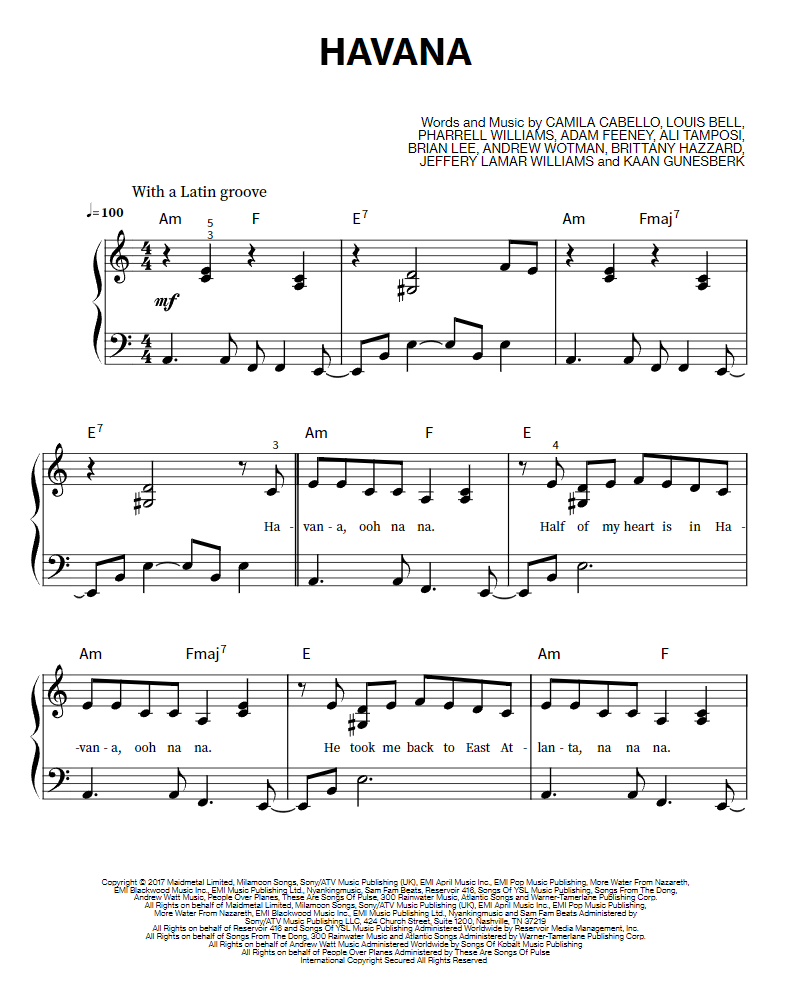 HAVANA
Words and Music by CAMILA CABELLO, LOUIS BELL,
PHARRELL WILLIAMS, ADAM FEENEY, ALI TAMPOSI,
BRIAN LEE, ANDREW WOTMAN, BRITTANY HAZZARD,
JEFFERY LAMAR WILLIAMS and KAAN GUNESBERK
With a Latin groove
♩=100
Am F E7 Am Fmaj7
5
3
4
4
mf
4
4
E7 Am F E
3 4
Ha - van - a, ooh na na. Half of my heart is in Ha -
Am Fmaj7 E Am F
-van - a, ooh na na. He took me back to East At - lan - ta, na na na.
Copyright © 2017 Maidmetal Limited, Milamoon Songs, Sony/ATV Music Publishing (UK), EMI April Music Inc., EMI Pop Music Publishing, More Water From Nazareth,
EMI Blackwood Music Inc., EMI Music Publishing Ltd., Nyankingmusic, Sam Fam Beats, Reservoir 416, Songs Of YSL Music Publishing, Songs From The Dong,
Andrew Watt Music, People Over Planes, These Are Songs Of Pulse, 300 Rainwater Music, Atlantic Songs and Warner-Tamerlane Publishing Corp.
All Rights on behalf of Maidmetal Limited, Milamoon Songs, Sony/ATV Music Publishing (UK), EMI April Music Inc., EMI Pop Music Publishing,
More Water From Nazareth, EMI Blackwood Music Inc., EMI Music Publishing Ltd., Nyankingmusic and Sam Fam Beats Administered by
Sony/ATV Music Publishing LLC, 424 Church Street, Suite 1200, Nashville, TN 37219
All Rights on behalf of Reservoir 416 and Songs Of YSL Music Publishing Administered Worldwide by Reservoir Media Management, Inc.
All Rights on behalf of Songs From The Dong, 300 Rainwater Music and Atlantic Songs Administered by Warner-Tamerlane Publishing Corp.
All Rights on behalf of Andrew Watt Music Administered Worldwide by Songs Of Kobalt Music Publishing
All Rights on behalf of People Over Planes Administered by These Are Songs Of Pulse
International Copyright Secured All Rights Reserved